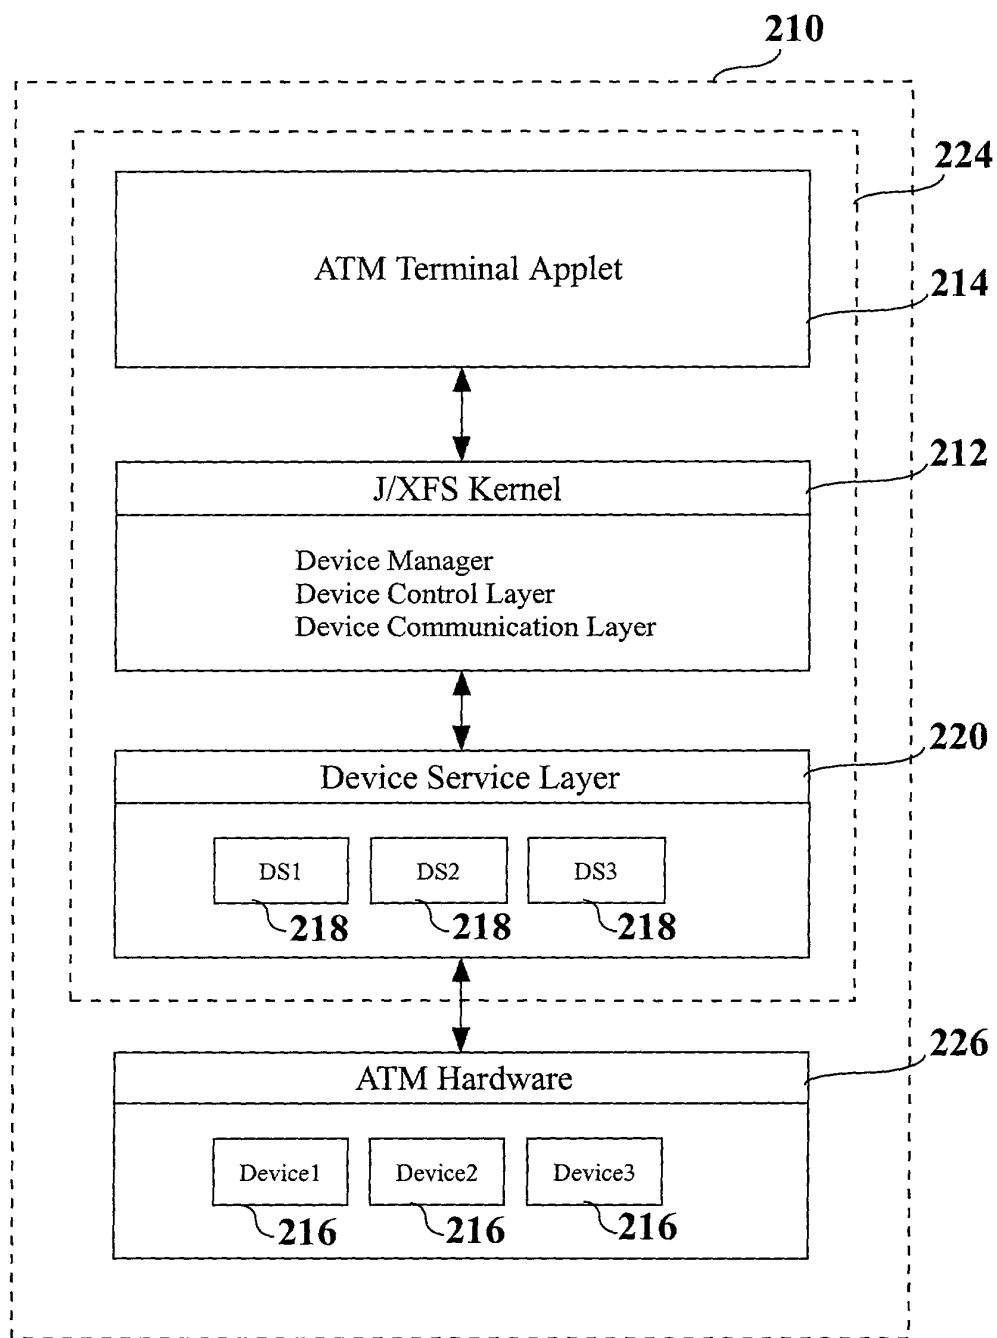 210
224
ATM Terminal Applet
214
212
J/XFS Kernel
Device Manager
Device Control Layer
Device Communication Layer
220
Device Service Layer
DS1 DS2 DS3
218 218 218
226
ATM Hardware
Device1 Device2 Device3
216 216 216